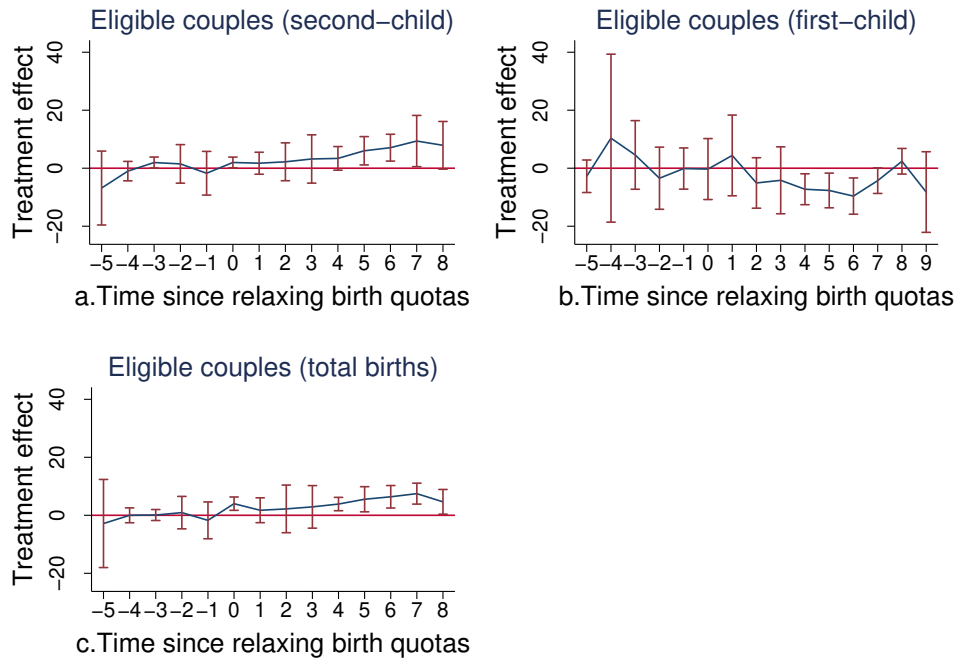 Eligible couples (second−child)
Treatment effect
40
20
0
−20
−5 −4 −3 −2 −1 0 1 2 3 4 5 6 7 8
a.Time since relaxing birth quotas
Eligible couples (first−child)
Treatment effect
40
20
0
−20
−5 −4 −3 −2 −1 0 1 2 3 4 5 6 7 8 9
b.Time since relaxing birth quotas
Eligible couples (total births)
Treatment effect
40
20
0
−20
−5 −4 −3 −2 −1 0 1 2 3 4 5 6 7 8
c.Time since relaxing birth quotas